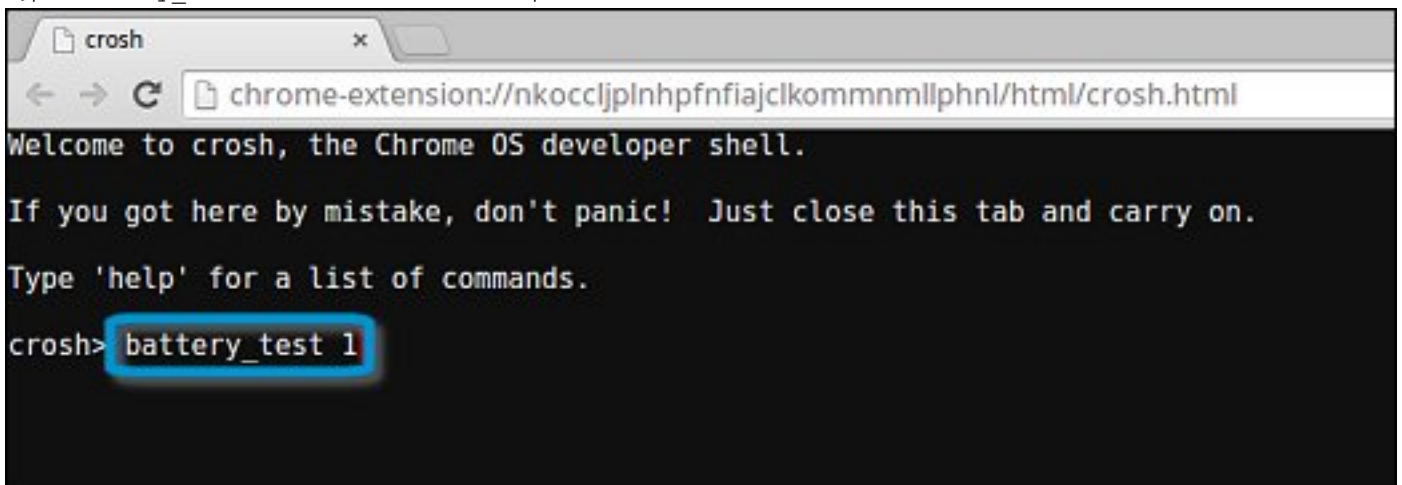 crosh
chrome-extension://nkoccljplnhpfnfiajclkommnmllphnl/html/crosh.html
Welcome to crosh, the Chrome OS developer shell.
If you got here by mistake, don't panic!  Just close this tab and carry on.
Type 'help' for a list of commands.
crosh> battery_test 1